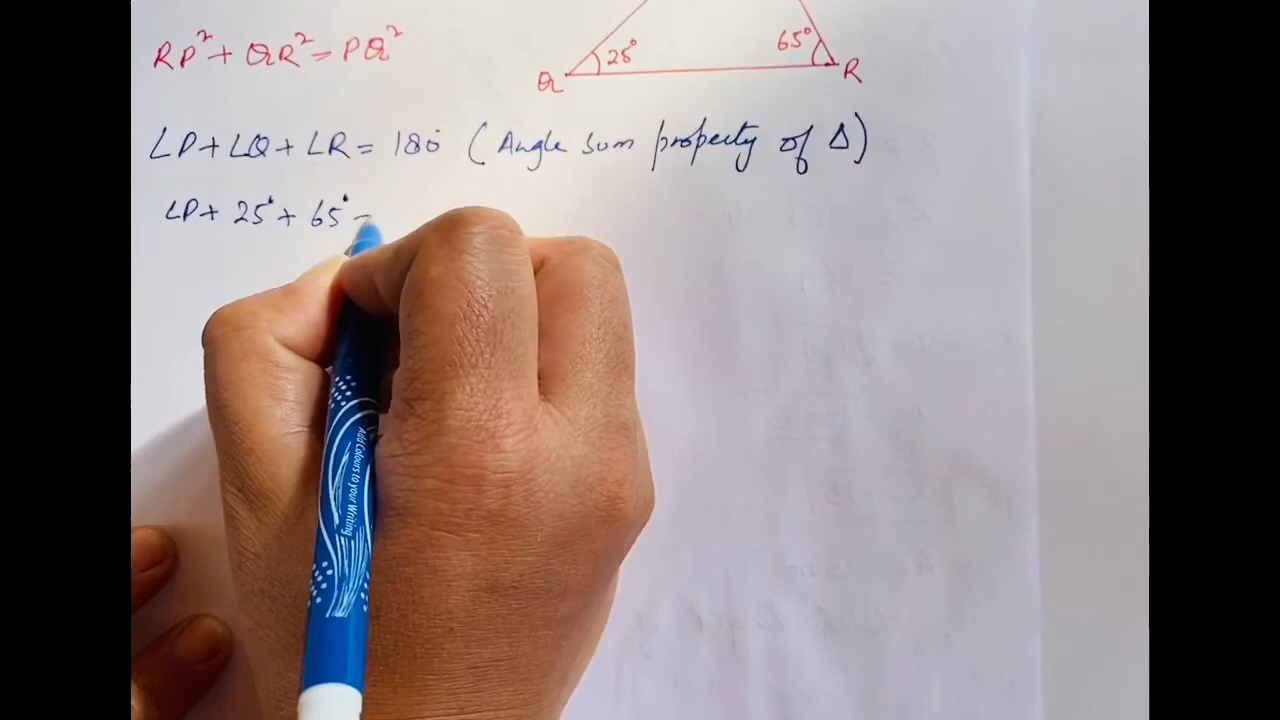 RP² + QR² = PQ²
25°
65°
Q
R
∠P + ∠Q + ∠R = 180° (Angle sum property of Δ)
∠P + 25° + 65° =
Add Colours to your Writing